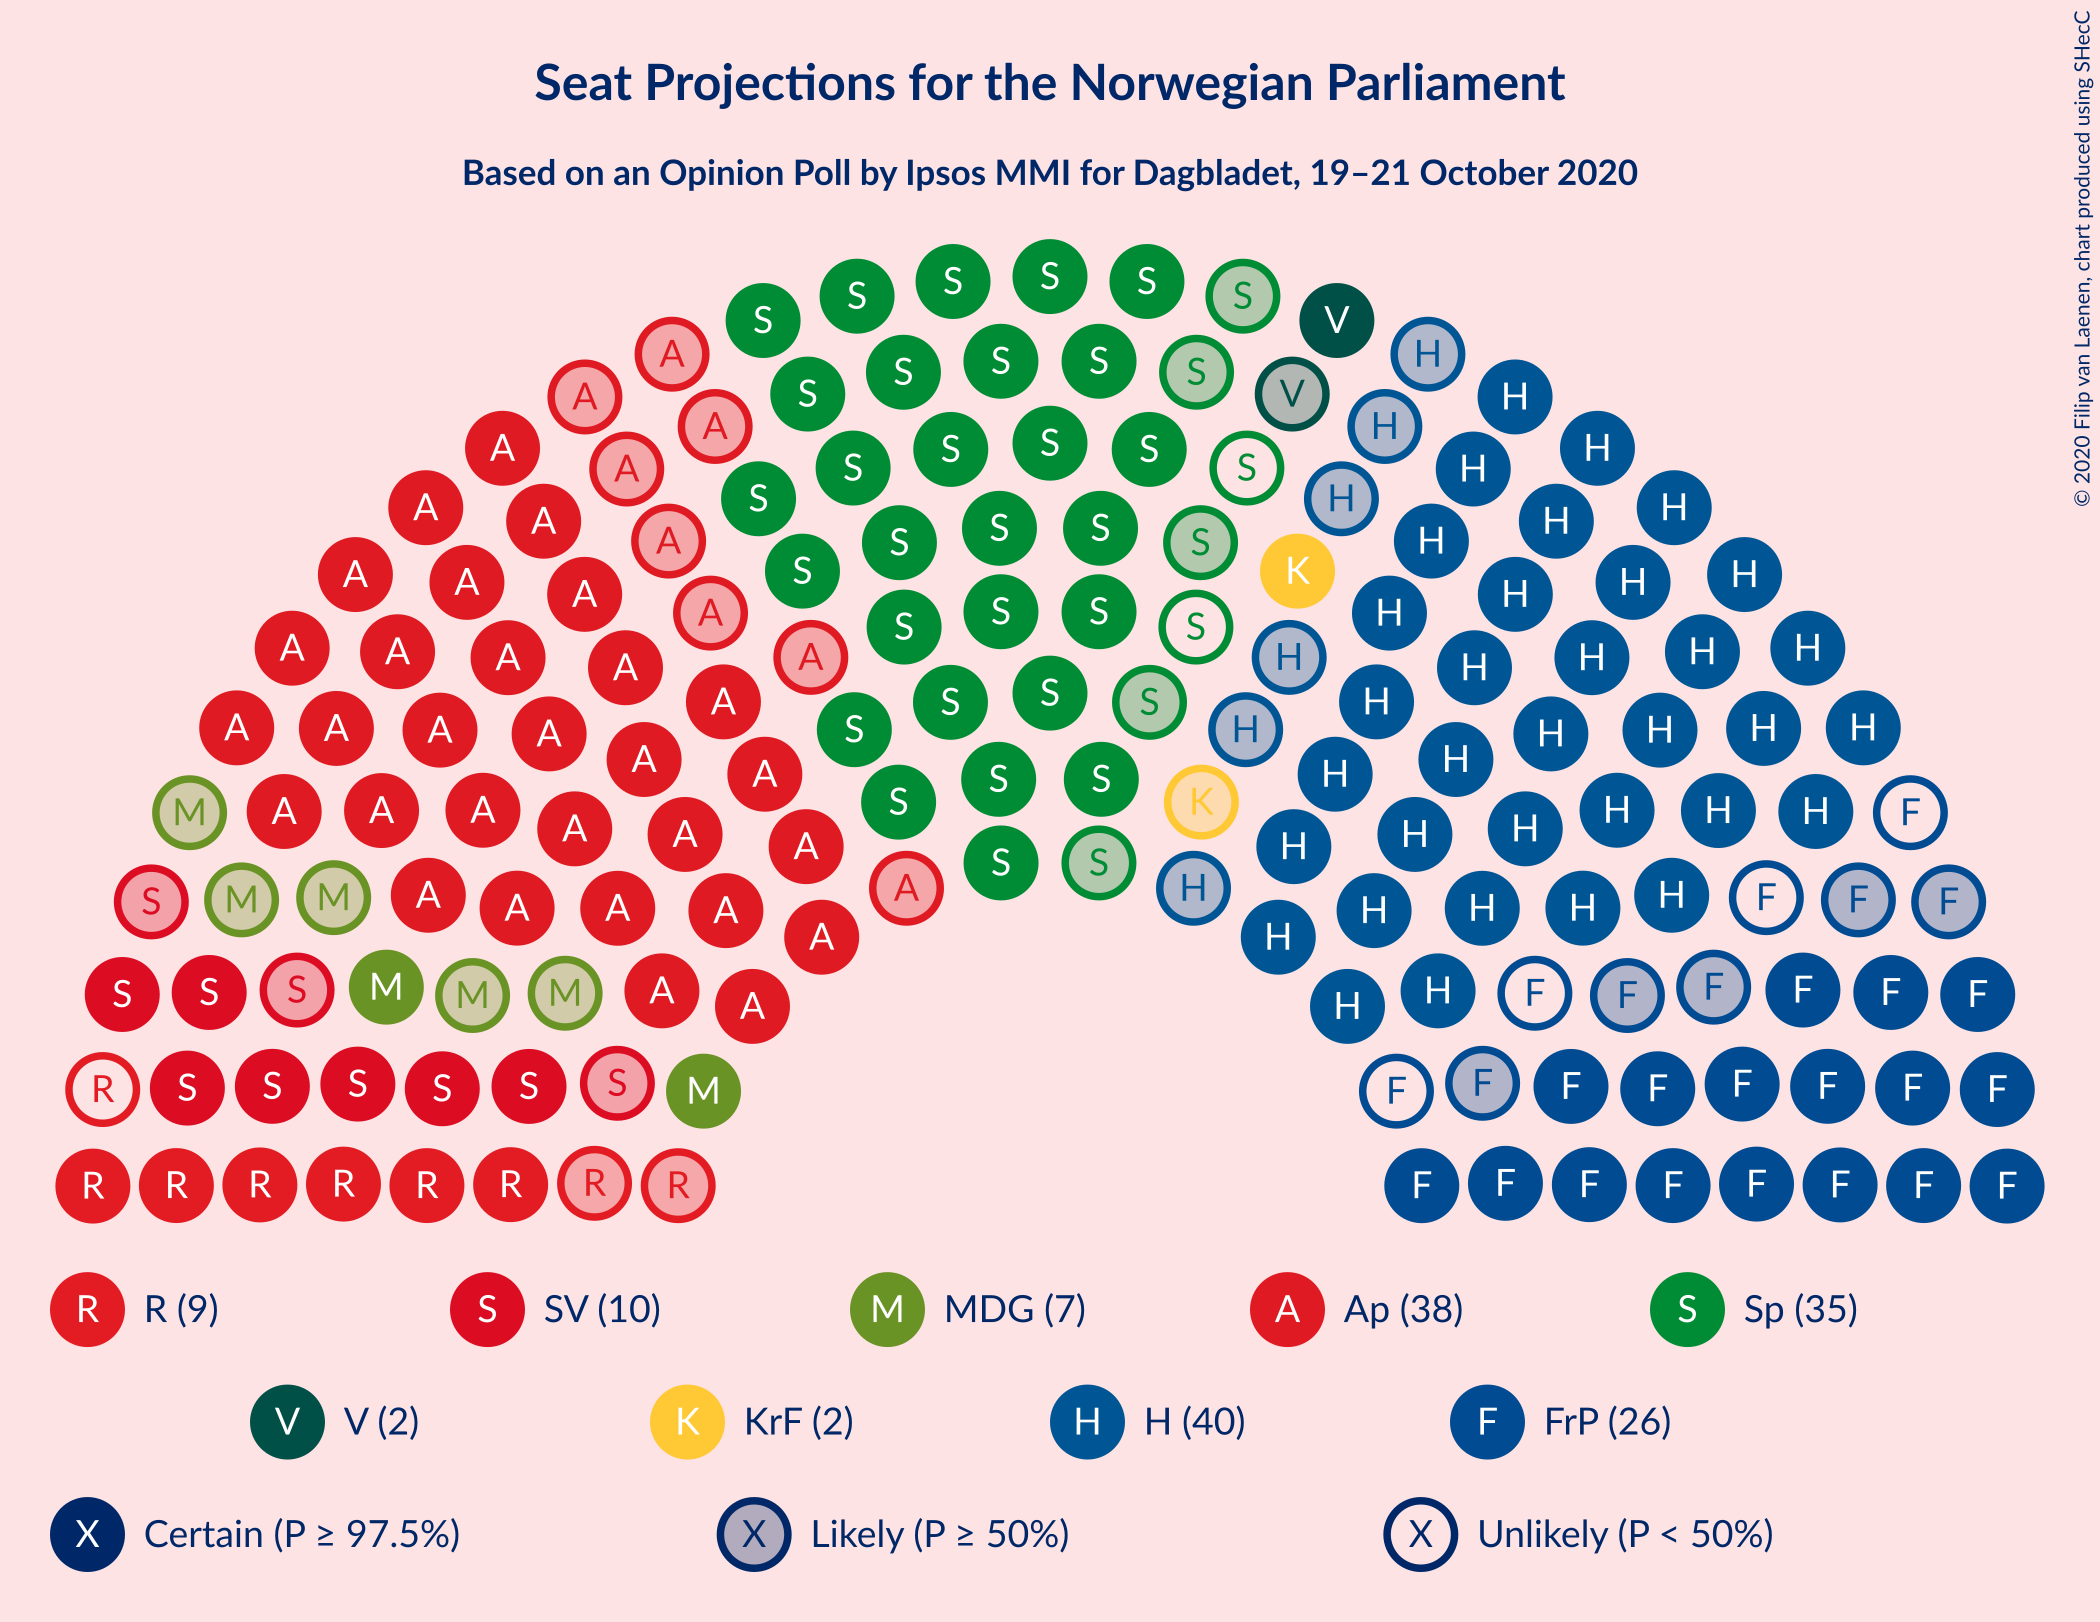 Seat Projections for the Norwegian Parliament
Based on an Opinion Poll by Ipsos MMI for Dagbladet, 19–21 October 2020
© 2020 Filip van Laenen, chart produced using SHecC
S S S S S S V
A S S S S S V H
A A S S S S S S H H H
A A S S S S K H H H
A A A S S S S H H H H
A A A A S S S S H H H H
A A A A A S S S S H H H H H
A A A A A A S S S K H H H H H H
M A A A A A A S S H H H H H H H F
S M M A A A A A A H H H H H H F F F
S S S M M M A A H H F F F F F F
R S S S S S S M F F F F F F F F
R R R R R R R R F F F F F F F F
R R (9) S SV (10) M MDG (7) A Ap (38) S Sp (35)
V V (2) K KrF (2) H H (40) F FrP (26)
X Certain (P ≥ 97.5%) X Likely (P ≥ 50%) X Unlikely (P < 50%)